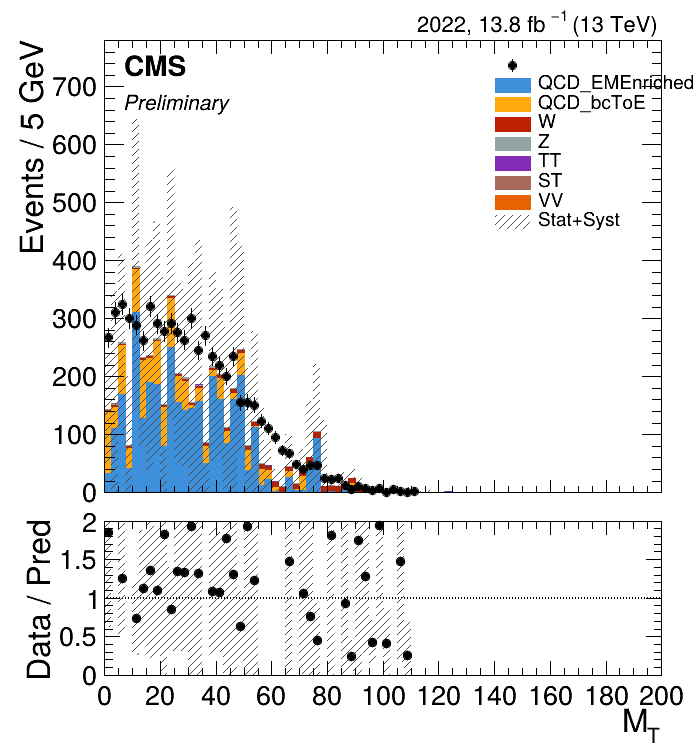 2022, 13.8 fb⁻¹ (13 TeV)
CMS
Preliminary
Events / 5 GeV
700
600
500
400
300
200
100
0
QCD_EMEnriched
QCD_bcToE
W
Z
TT
ST
VV
Stat+Syst
Data / Pred
2
1.5
1
0.5
0
0 20 40 60 80 100 120 140 160 180 200
M_T